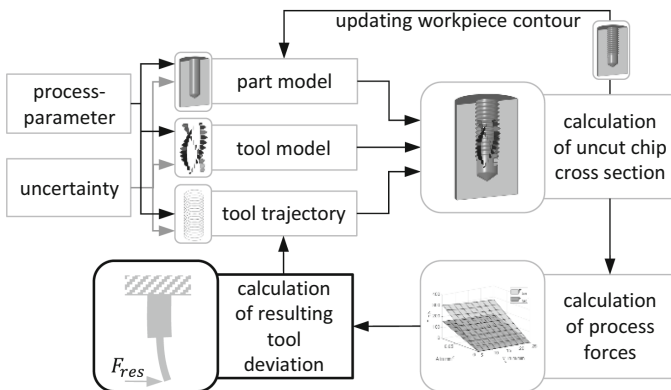 updating workpiece contour
process-
parameter
uncertainty
part model
tool model
tool trajectory
calculation
of uncut chip
cross section
calculation
of resulting
tool
deviation
F_res
calculation
of process
forces